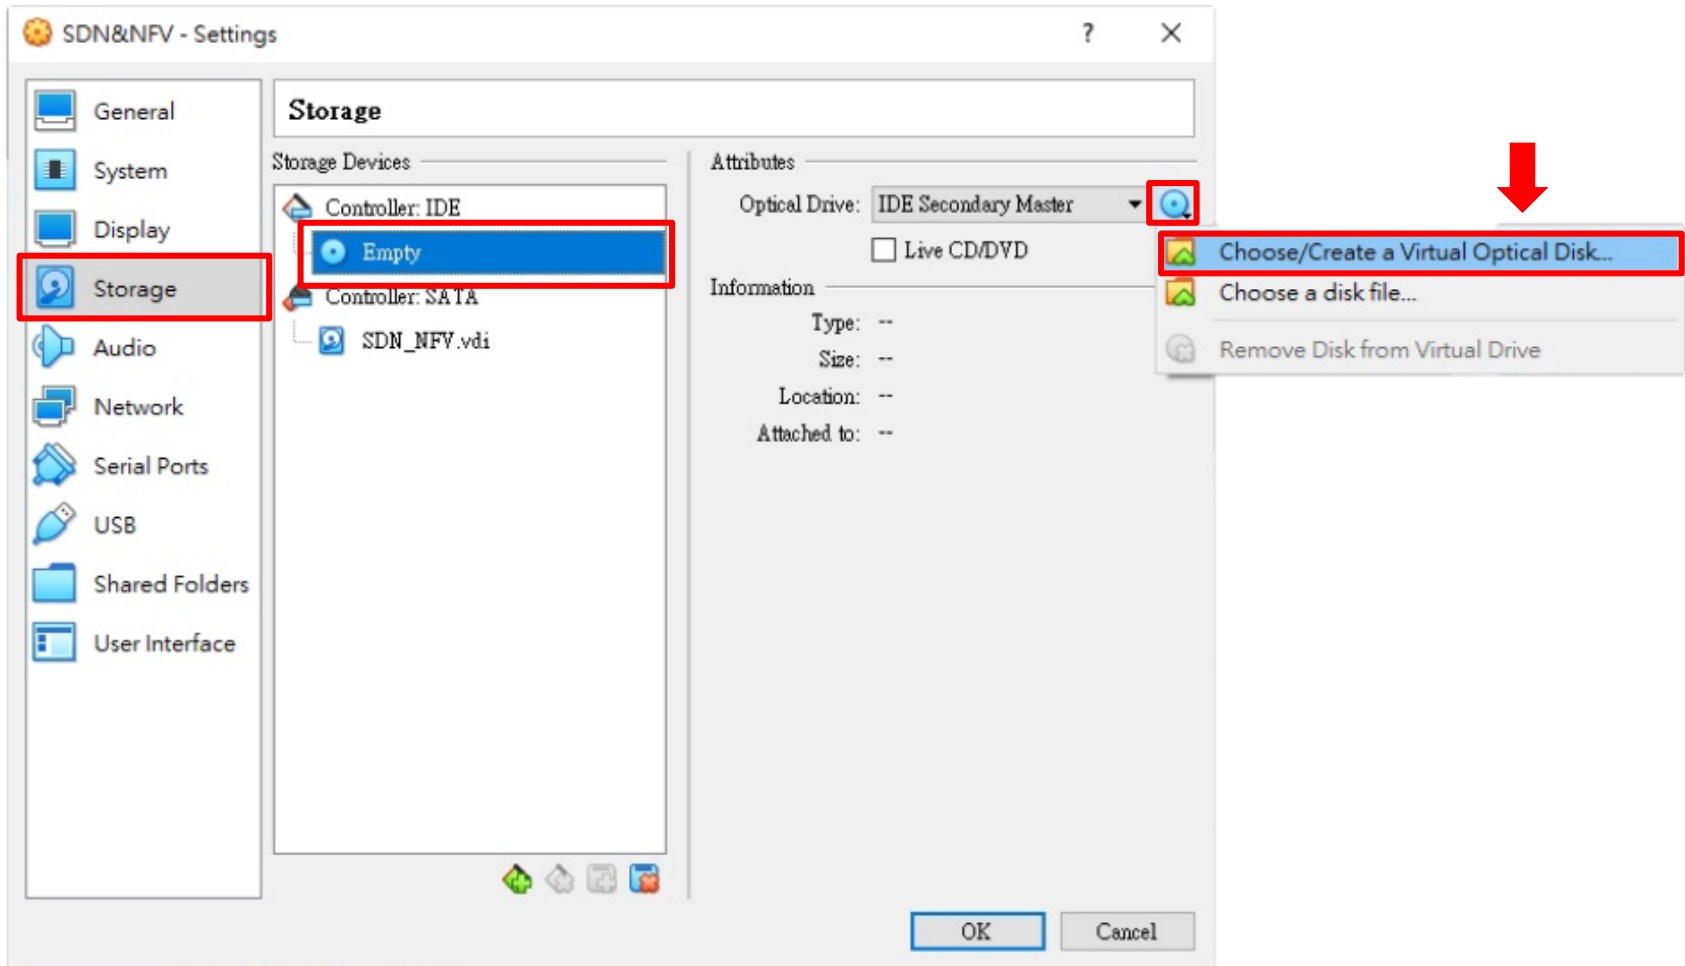 SDN&NFV - Settings
?
General
System
Display
Storage
Audio
Network
Serial Ports
USB
Shared Folders
User Interface
Storage
Storage Devices
Controller: IDE
Empty
Controller: SATA
SDN_NFV.vdi
Attributes
Optical Drive: IDE Secondary Master
Live CD/DVD
Information
Type: --
Size: --
Location: --
Attached to: --
Choose/Create a Virtual Optical Disk...
Choose a disk file...
Remove Disk from Virtual Drive
OK
Cancel